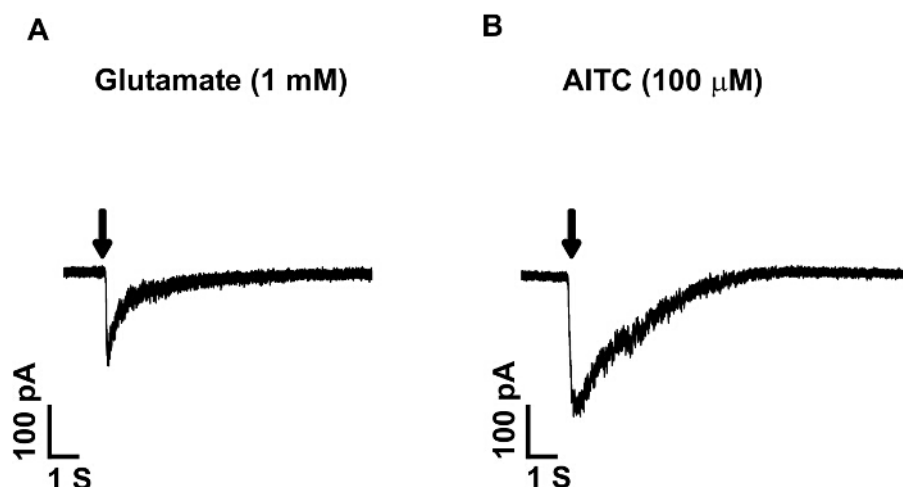 A
Glutamate (1 mM)
100 pA
1 S
B
AITC (100 μM)
100 pA
1 S